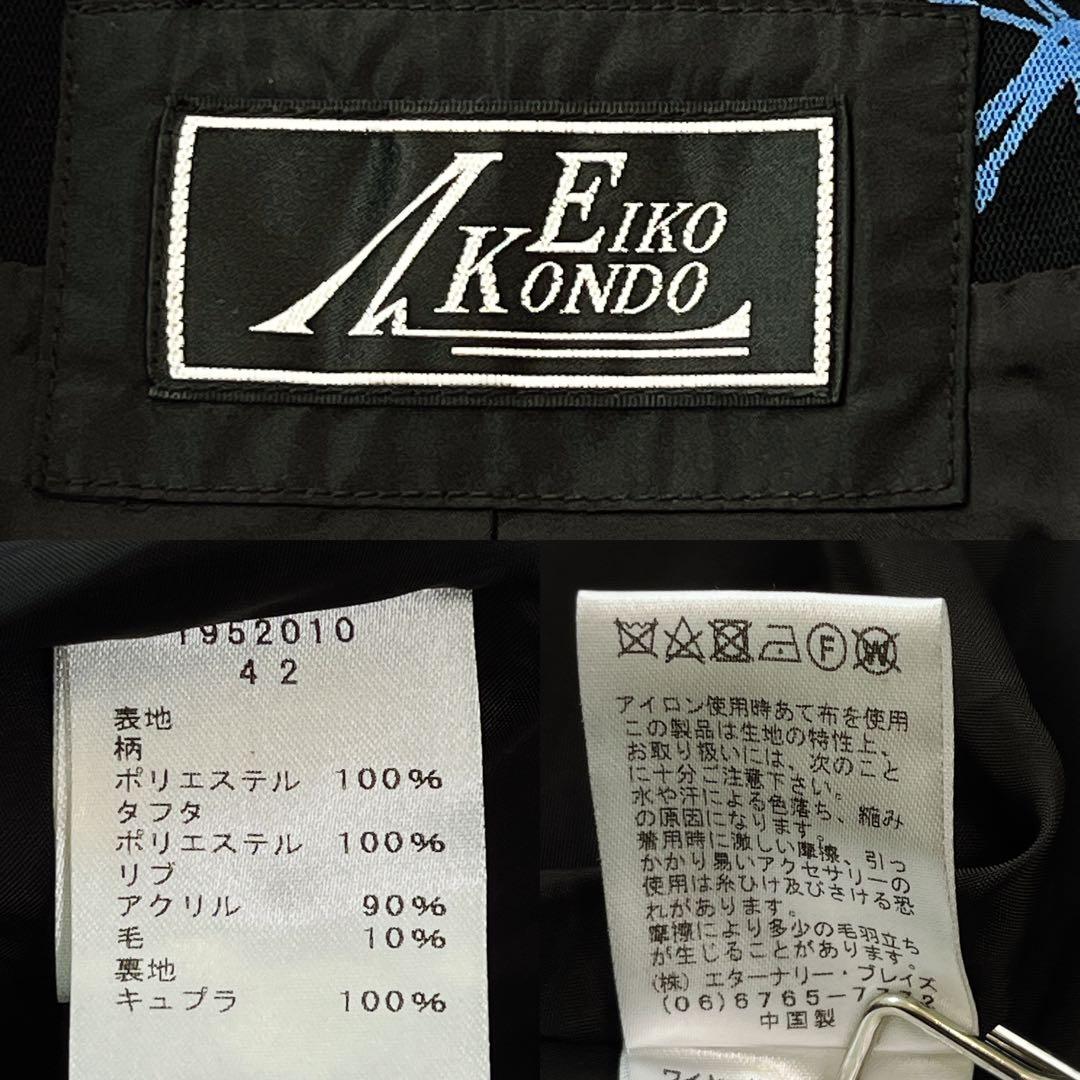 EIKO
KONDO
1952010
42
表地
柄
ポリエステル 100%
タフタ
ポリエステル 100%
リブ
アクリル 90%
毛 10%
裏地
キュプラ 100%
F W
アイロン使用時あて布を使用
この製品は生地の特性上、
お取り扱いには、次のこと
に十分ご注意下さい。
水や汗による色落ち、縮み
の原因になります。
着用時に激しい摩擦、引っ
かかり易いアクセサリーの
使用は糸ひけ及びさける恐
れがあります。
摩擦により多少の毛羽立ち
が生じることがあります。
(株) エターナリー・ブレイズ
(06)6765-7
中国製